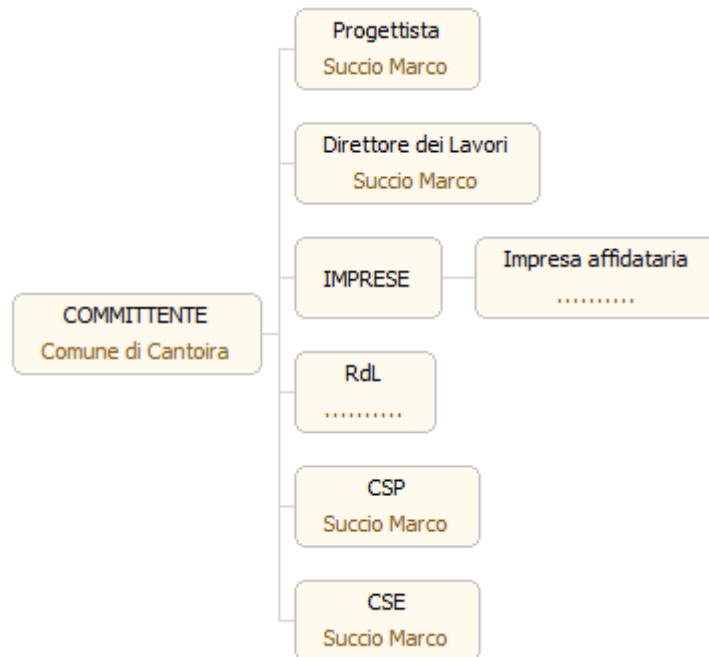 Progettista
Succio Marco
Direttore dei Lavori
Succio Marco
IMPRESE
Impresa affidataria
..........
COMMITTENTE
Comune di Cantoira
RdL
..........
CSP
Succio Marco
CSE
Succio Marco